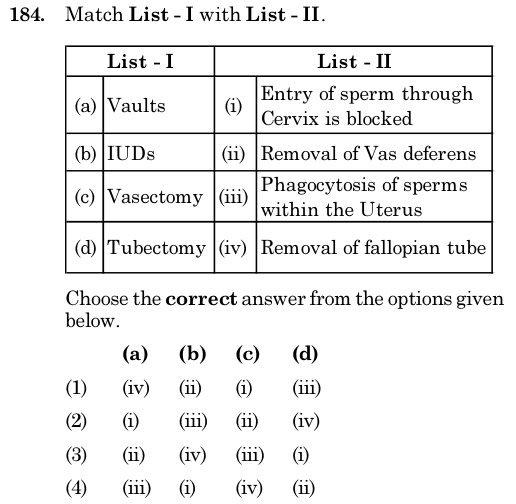 184. Match List - I with List - II.
List - I List - II
(a) Vaults (i) Entry of sperm through
Cervix is blocked
(b) IUDs (ii) Removal of Vas deferens
(c) Vasectomy (iii) Phagocytosis of sperms
within the Uterus
(d) Tubectomy (iv) Removal of fallopian tube
Choose the correct answer from the options given
below.
(a) (b) (c) (d)
(1) (iv) (ii) (i) (iii)
(2) (i) (iii) (ii) (iv)
(3) (ii) (iv) (iii) (i)
(4) (iii) (i) (iv) (ii)